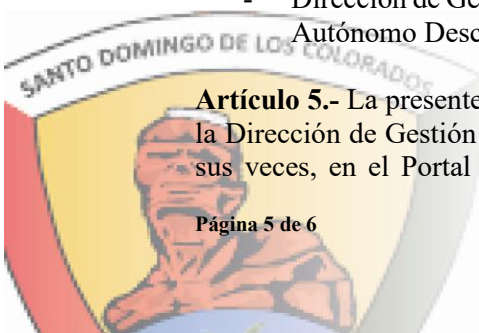 - Dirección de Ge
Autónomo Desc
SANTO DOMINGO DE LOS COLORADOS
Artículo 5.- La presente
la Dirección de Gestión
sus veces, en el Portal
Página 5 de 6